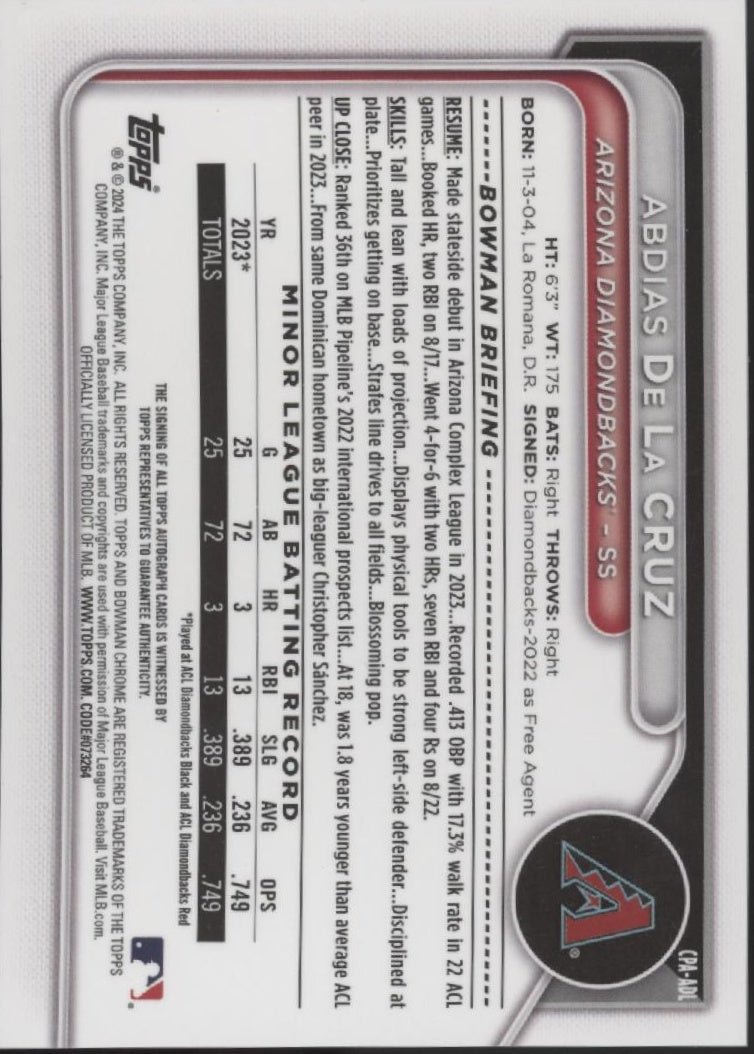 CPA-ADL
ABDIAS DE LA CRUZ
ARIZONA DIAMONDBACKS® – SS
HT: 6'3" WT: 175 BATS: Right THROWS: Right
BORN: 11-3-04, La Romana, D.R. SIGNED: Diamondbacks-2022 as Free Agent
BOWMAN BRIEFING
RESUME: Made stateside debut in Arizona Complex League in 2023...Recorded .413 OBP with 17.3% walk rate in 22 ACL
games...Booked HR, two RBI on 8/17...Went 4-for-6 with two HRs, seven RBI and four Rs on 8/22.
SKILLS: Tall and lean with loads of projection...Displays physical tools to be strong left-side defender...Disciplined at
plate...Prioritizes getting on base...Strafes line drives to all fields...Blossoming pop.
UP CLOSE: Ranked 36th on MLB Pipeline's 2022 international prospects list...At 18, was 1.8 years younger than average ACL
peer in 2023...From same Dominican hometown as big-leaguer Christopher Sánchez.
MINOR LEAGUE BATTING RECORD
YR G AB HR RBI SLG AVG OPS
2023* 25 72 3 13 .389 .236 .749
TOTALS 25 72 3 13 .389 .236 .749
*Played at ACL Diamondbacks Black and ACL Diamondbacks Red
THE SIGNING OF ALL TOPPS AUTOGRAPH CARDS IS WITNESSED BY
TOPPS REPRESENTATIVES TO GUARANTEE AUTHENTICITY.
topps®
® & © 2024 THE TOPPS COMPANY, INC. ALL RIGHTS RESERVED. TOPPS AND BOWMAN CHROME ARE REGISTERED TRADEMARKS OF THE TOPPS
COMPANY, INC. Major League Baseball trademarks and copyrights are used with permission of Major League Baseball. Visit MLB.com.
OFFICIALLY LICENSED PRODUCT OF MLB. WWW.TOPPS.COM. CODE#073264